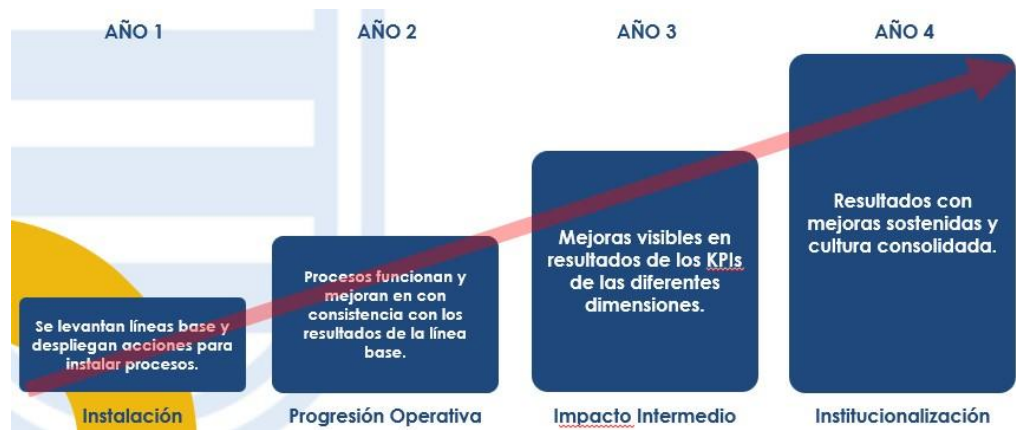 AÑO 1
AÑO 2
AÑO 3
AÑO 4
Se levantan líneas base y
despliegan acciones para
instalar procesos.
Procesos funcionan y
mejoran en con
consistencia con los
resultados de la línea
base.
Mejoras visibles en
resultados de los KPIs
de las diferentes
dimensiones.
Resultados con
mejoras sostenidas y
cultura consolidada.
Instalación
Progresión Operativa
Impacto Intermedio
Institucionalización